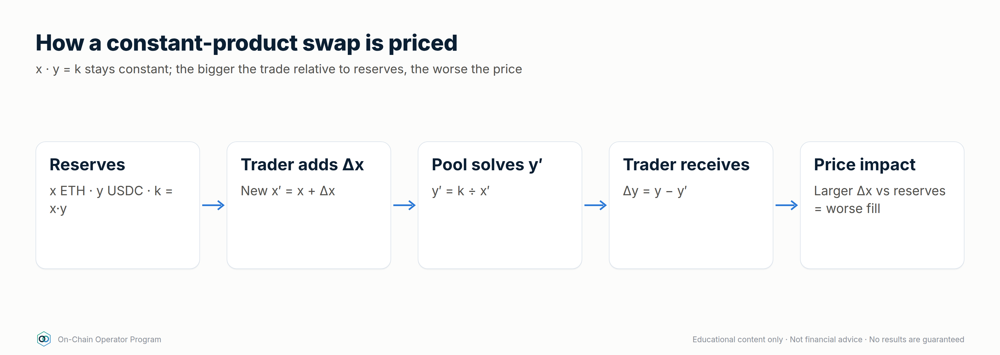 How a constant-product swap is priced
x · y = k stays constant; the bigger the trade relative to reserves, the worse the price
Reserves
x ETH · y USDC · k =
x·y
Trader adds Δx
New x′ = x + Δx
Pool solves y′
y′ = k ÷ x′
Trader receives
Δy = y − y′
Price impact
Larger Δx vs reserves
= worse fill
On-Chain Operator Program
Educational content only · Not financial advice · No results are guaranteed